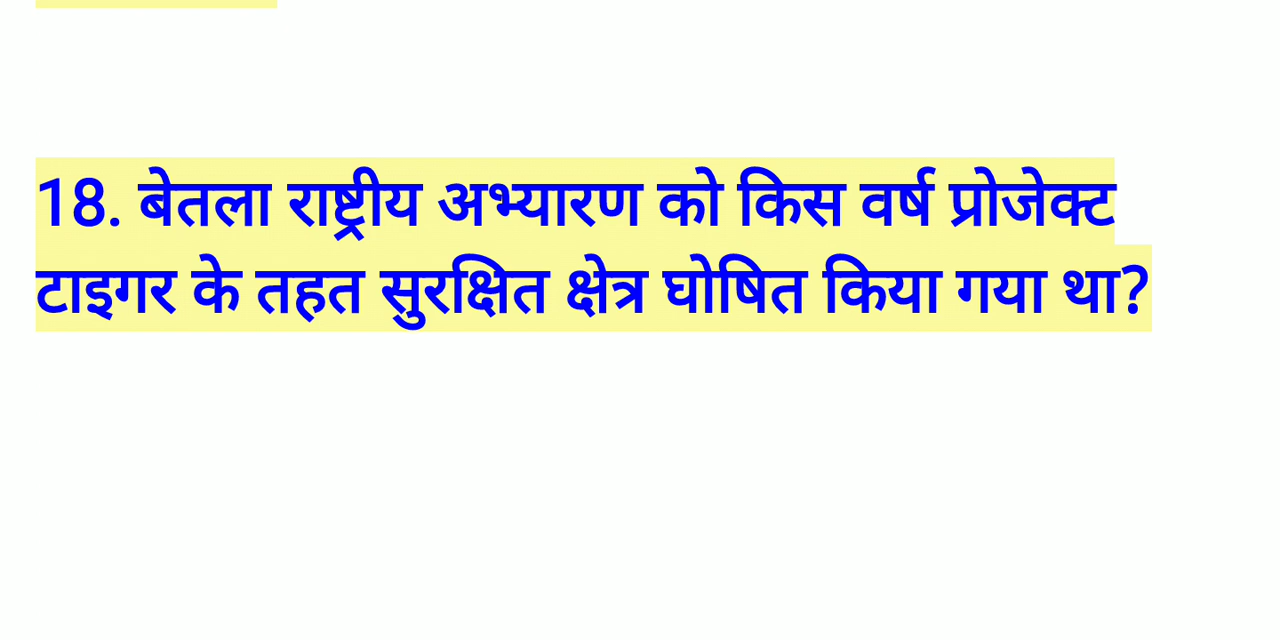 18. बेतला राष्ट्रीय अभ्यारण को किस वर्ष प्रोजेक्ट
टाइगर के तहत सुरक्षित क्षेत्र घोषित किया गया था?